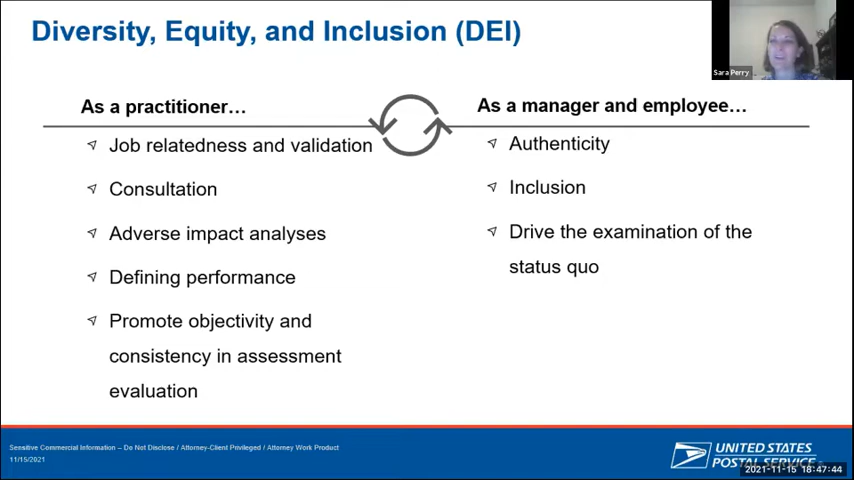 Diversity, Equity, and Inclusion (DEI)
Sara Perry
As a practitioner…
Job relatedness and validation
Consultation
Adverse impact analyses
Defining performance
Promote objectivity and
consistency in assessment
evaluation
As a manager and employee…
Authenticity
Inclusion
Drive the examination of the
status quo
Sensitive Commercial Information – Do Not Disclose / Attorney-Client Privileged / Attorney Work Product
11/15/2021
UNITED STATES
POSTAL SERVICE
2021-11-15 18:47:44